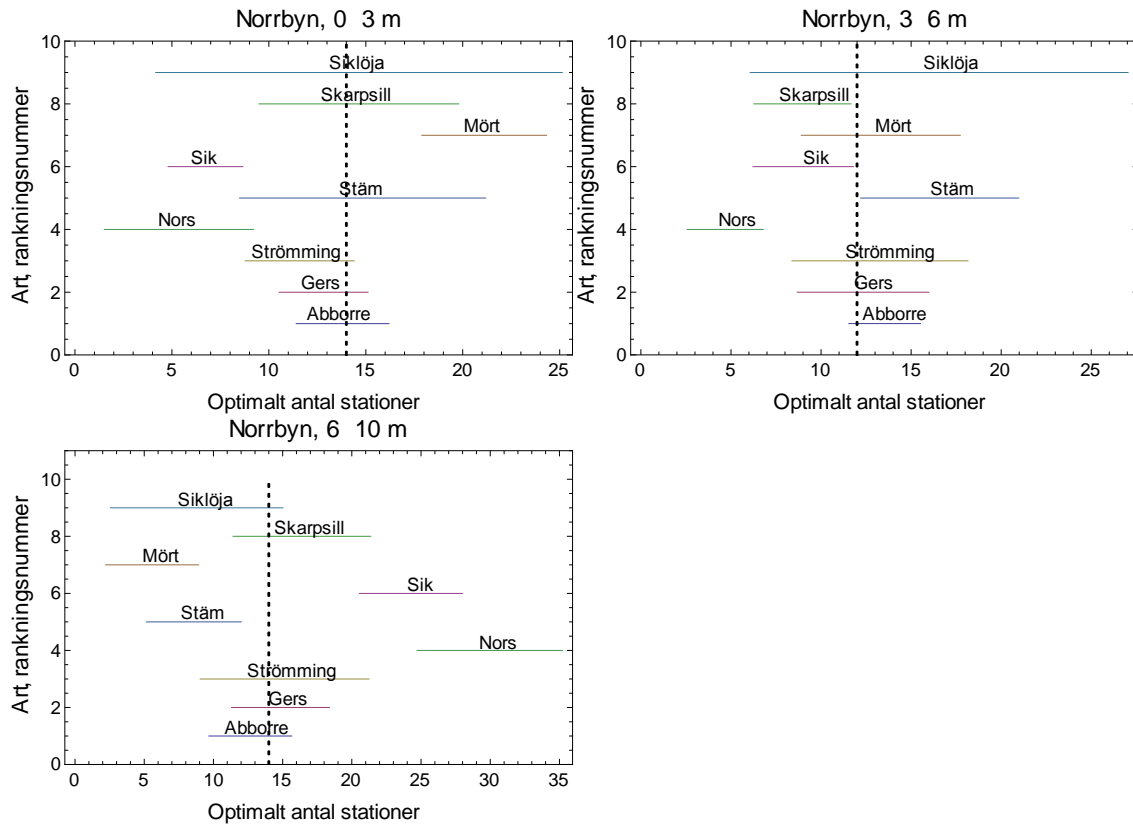 Norrbyn, 0 3 m
10
8
6
4
2
0
Art, rankningsnummer
Siklöja
Skarpsill
Mört
Sik
Stäm
Nors
Strömming
Gers
Abborre
0 5 10 15 20 25
Optimalt antal stationer
Norrbyn, 3 6 m
10
8
6
4
2
0
Art, rankningsnummer
Siklöja
Skarpsill
Mört
Sik
Stäm
Nors
Strömming
Gers
Abborre
0 5 10 15 20 25
Optimalt antal stationer
Norrbyn, 6 10 m
10
8
6
4
2
0
Art, rankningsnummer
Siklöja
Skarpsill
Mört
Sik
Stäm
Nors
Strömming
Gers
Abborre
0 5 10 15 20 25 30 35
Optimalt antal stationer